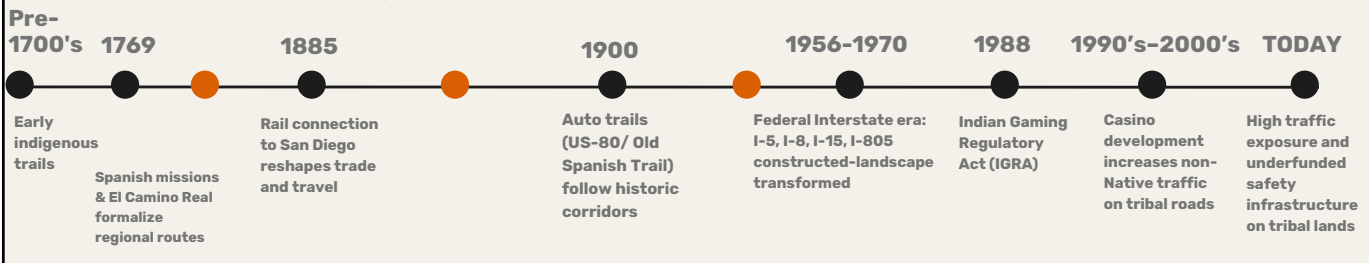 Pre-
1700's
Early
indigenous
trails
1769
Spanish missions
& El Camino Real
formalize
regional routes
1885
Rail connection
to San Diego
reshapes trade
and travel
1900
Auto trails
(US-80/ Old
Spanish Trail)
follow historic
corridors
1956-1970
Federal Interstate era:
I-5, I-8, I-15, I-805
constructed-landscape
transformed
1988
Indian Gaming
Regulatory
Act (IGRA)
1990’s–2000’s
Casino
development
increases non-
Native traffic
on tribal roads
TODAY
High traffic
exposure and
underfunded
safety
infrastructure
on tribal lands